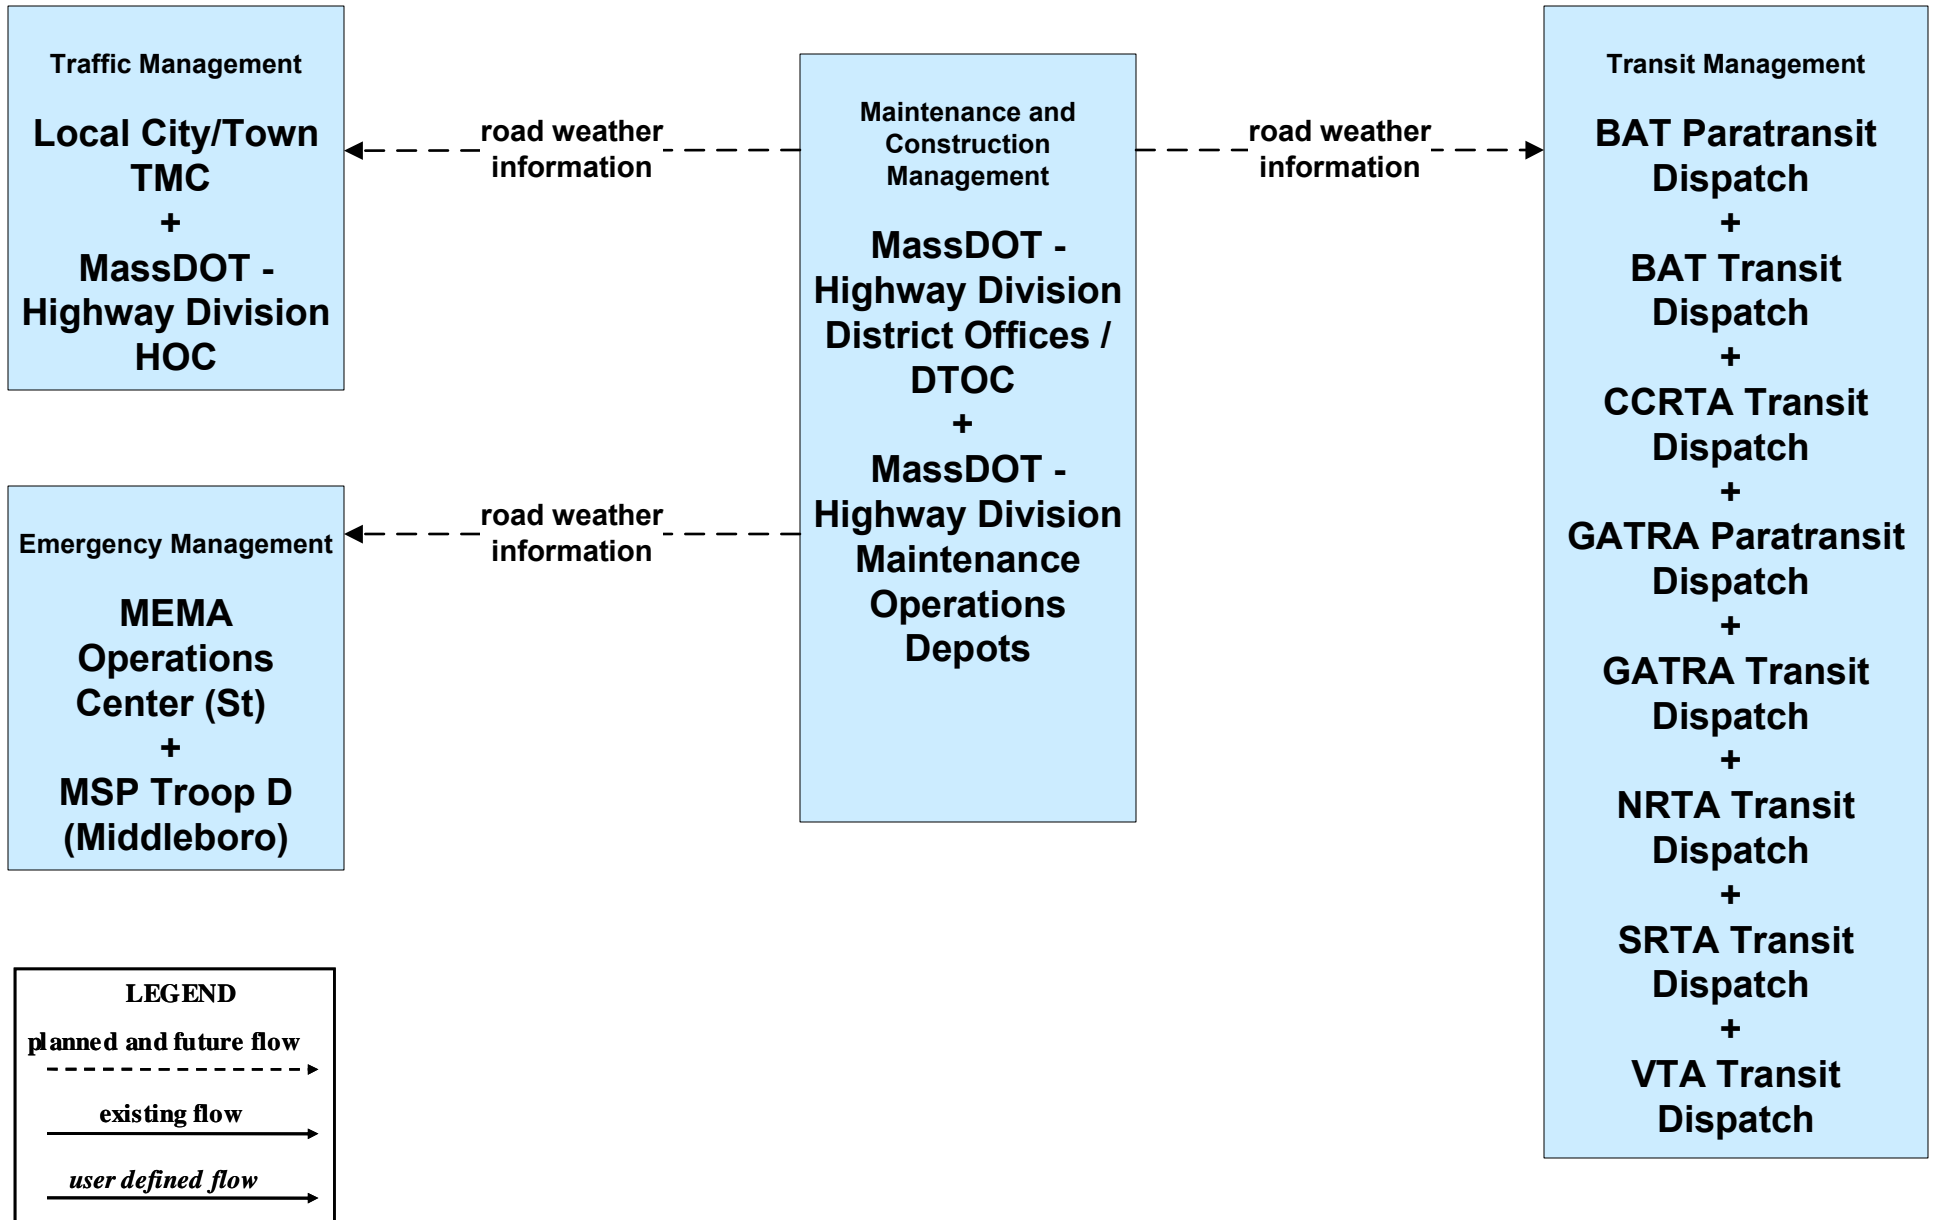 Traffic Management
Local City/Town
TMC
+
MassDOT -
Highway Division
HOC
road weather
information
Maintenance and
Construction
Management
MassDOT -
Highway Division
District Offices /
DTOC
+
MassDOT -
Highway Division
Maintenance
Operations
Depots
road weather
information
Transit Management
BAT Paratransit
Dispatch
+
BAT Transit
Dispatch
+
CCRTA Transit
Dispatch
+
GATRA Paratransit
Dispatch
+
GATRA Transit
Dispatch
+
NRTA Transit
Dispatch
+
SRTA Transit
Dispatch
+
VTA Transit
Dispatch
Emergency Management
MEMA
Operations
Center (St)
+
MSP Troop D
(Middleboro)
road weather
information
LEGEND
planned and future flow
existing flow
user defined flow